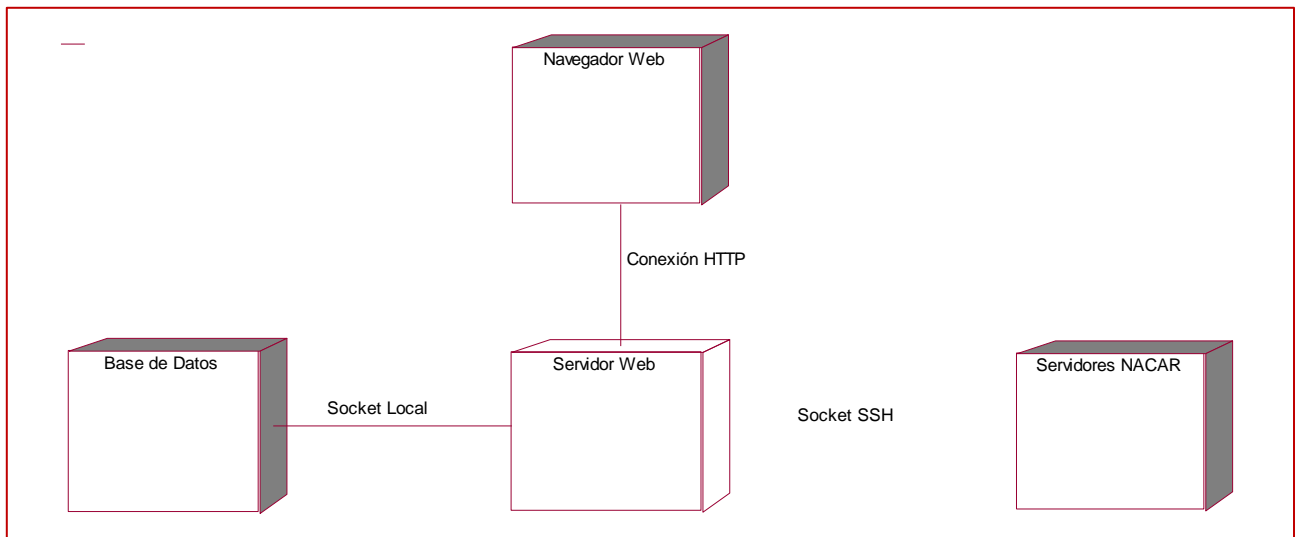 Navegador Web
Conexión HTTP
Base de Datos
Servidor Web
Servidores NACAR
Socket Local
Socket SSH